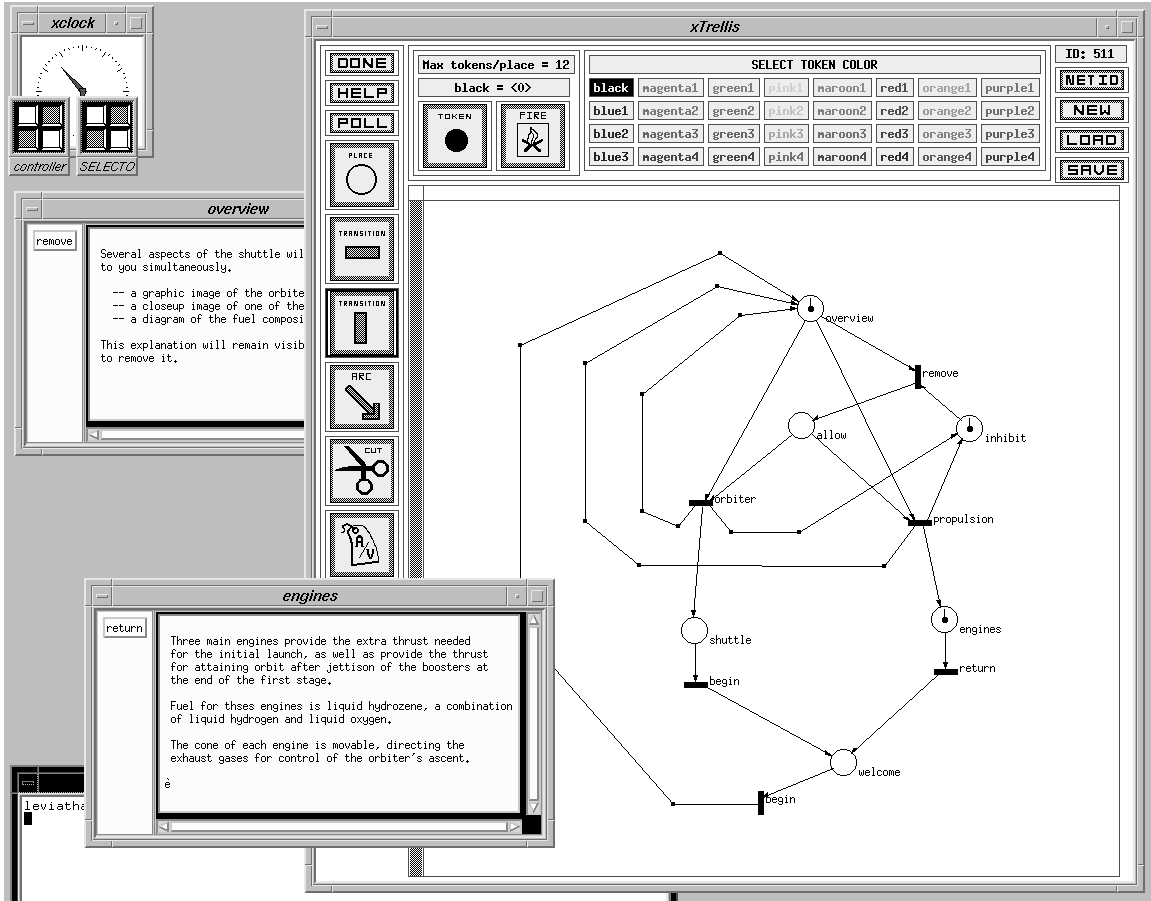 xclock
controller
SELECTO
xTrellis
DONE
HELP
POLL
PLACE
TRANSITION
TRANSITION
ARC
CUT
A/V
Max tokens/place = 12
black = <0>
TOKEN
FIRE
SELECT TOKEN COLOR
black magenta1 green1 pink1 maroon1 red1 orange1 purple1
blue1 magenta2 green2 pink2 maroon2 red2 orange2 purple2
blue2 magenta3 green3 pink3 maroon3 red3 orange3 purple3
blue3 magenta4 green4 pink4 maroon4 red4 orange4 purple4
ID: 511
NETID
NEW
LOAD
SAVE
overview
remove
Several aspects of the shuttle wil
to you simultaneously.
-- a graphic image of the orbite
-- a closeup image of one of the
-- a diagram of the fuel composi
This explanation will remain visib
to remove it.
overview
remove
allow
inhibit
orbiter
propulsion
shuttle
engines
begin
return
welcome
begin
engines
return
Three main engines provide the extra thrust needed
for the initial launch, as well as provide the thrust
for attaining orbit after jettison of the boosters at
the end of the first stage.
Fuel for thses engines is liquid hydrozene, a combination
of liquid hydrogen and liquid oxygen.
The cone of each engine is movable, directing the
exhaust gases for control of the orbiter's ascent.
è
leviatha